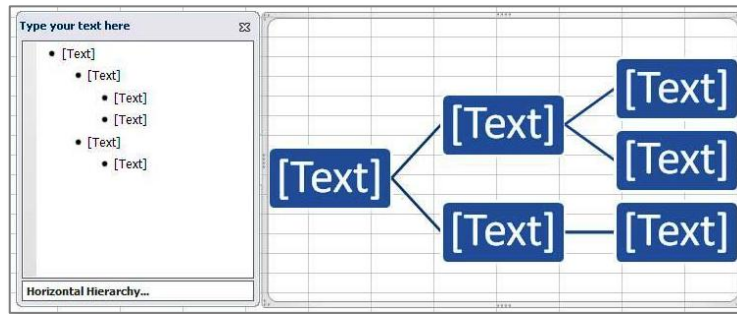 Type your text here
• [Text]
• [Text]
• [Text]
• [Text]
• [Text]
• [Text]
Horizontal Hierarchy...
[Text]
[Text]
[Text]
[Text]
[Text]
[Text]